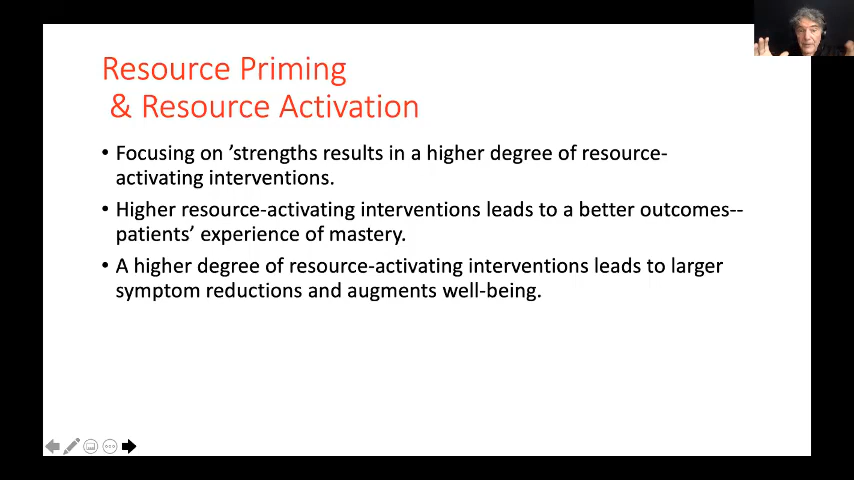 Resource Priming
& Resource Activation
• Focusing on ’strengths results in a higher degree of resource-
activating interventions.
• Higher resource-activating interventions leads to a better outcomes--
patients’ experience of mastery.
• A higher degree of resource-activating interventions leads to larger
symptom reductions and augments well-being.